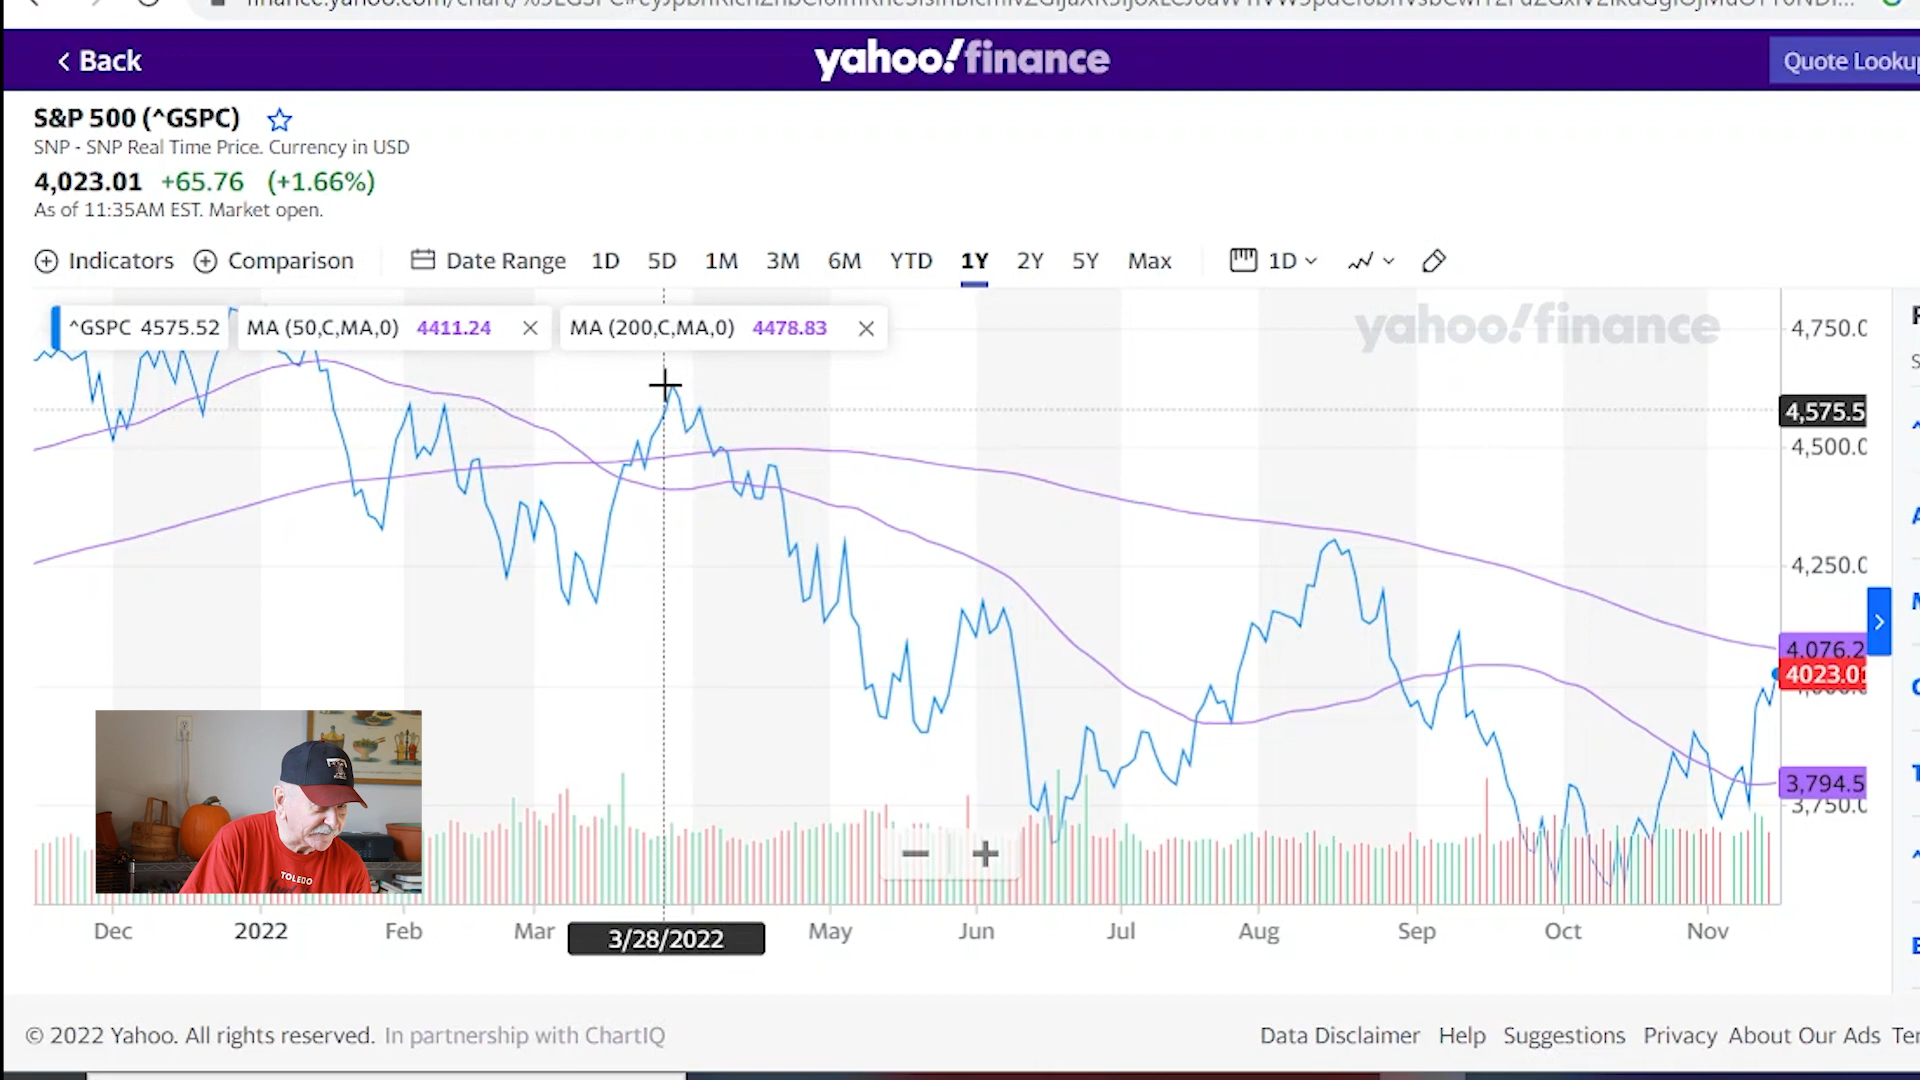 < Back
yahoo!finance
Quote Lookup
S&P 500 (^GSPC)
SNP - SNP Real Time Price. Currency in USD
4,023.01 +65.76 (+1.66%)
As of 11:35AM EST. Market open.
Indicators Comparison Date Range 1D 5D 1M 3M 6M YTD 1Y 2Y 5Y Max 1D
^GSPC 4575.52 MA (50,C,MA,0) 4411.24 MA (200,C,MA,0) 4478.83
yahoo!finance
4,750.0
4,575.5
4,500.0
4,250.0
4,076.2
4023.01
3,794.5
3,750.0
TOLEDO
Dec 2022 Feb Mar 3/28/2022 May Jun Jul Aug Sep Oct Nov
© 2022 Yahoo. All rights reserved. In partnership with ChartIQ
Data Disclaimer Help Suggestions Privacy About Our Ads Ter